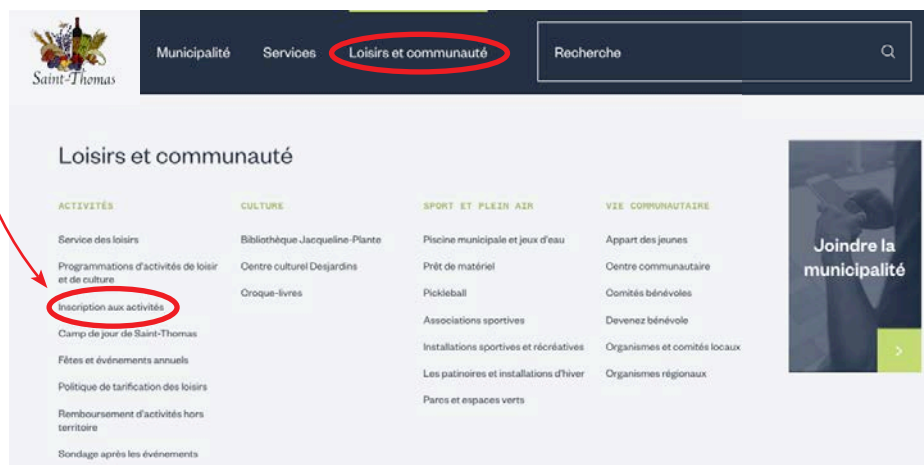 Saint-Thomas
Municipalité
Services
Loisirs et communauté
Recherche
Loisirs et communauté
ACTIVITÉS
Service des loisirs
Programmations d'activités de loisir
et de culture
Inscription aux activités
Camp de jour de Saint-Thomas
Fêtes et événements annuels
Politique de tarification des loisirs
Remboursement d'activités hors
territoire
Sondage après les événements
CULTURE
Bibliothèque Jacqueline-Plante
Centre culturel Desjardins
Croque-livres
SPORT ET PLEIN AIR
Piscine municipale et jeux d'eau
Prêt de matériel
Pickleball
Associations sportives
Installations sportives et récréatives
Les patinoires et installations d'hiver
Parcs et espaces verts
VIE COMMUNAUTAIRE
Appart des jeunes
Centre communautaire
Comités bénévoles
Devenez bénévole
Organismes et comités locaux
Organismes régionaux
Joindre la
municipalité